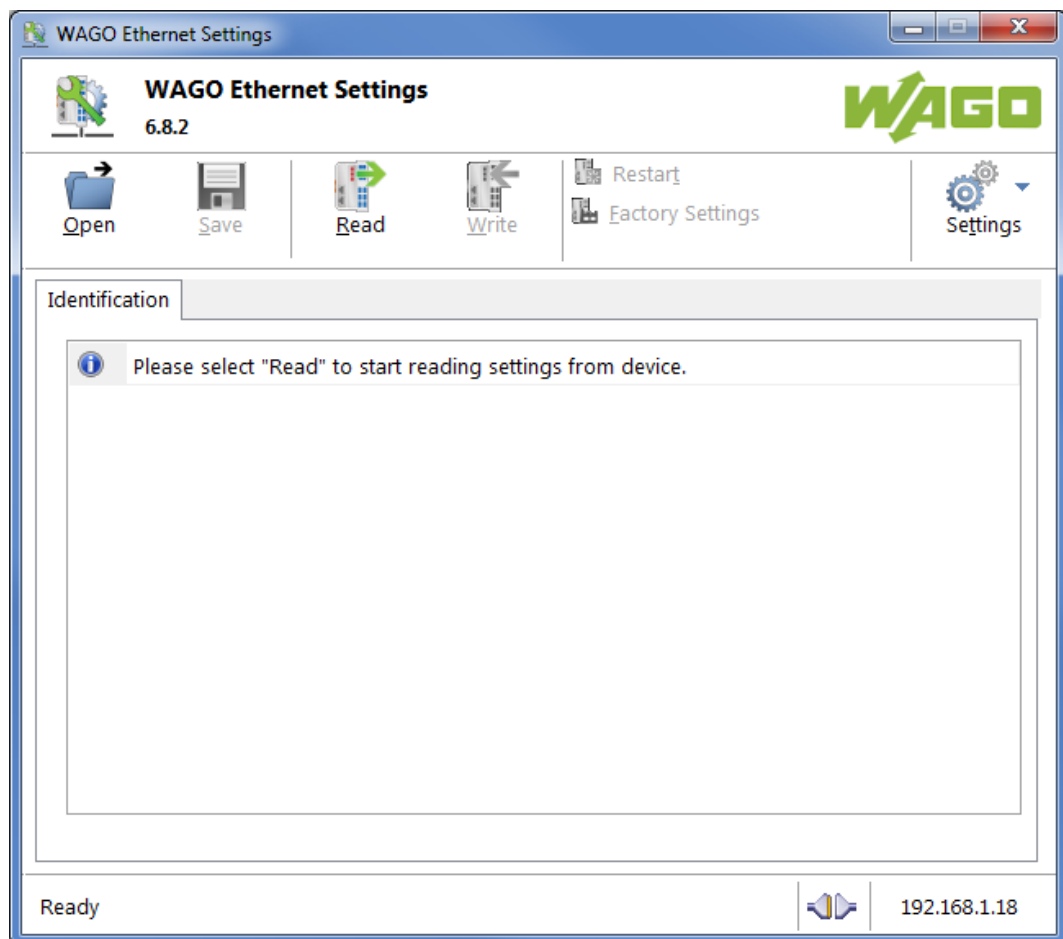 WAGO Ethernet Settings
WAGO Ethernet Settings
6.8.2
WAGO
Open
Save
Read
Write
Restart
Factory Settings
Settings
Identification
Please select "Read" to start reading settings from device.
Ready
192.168.1.18